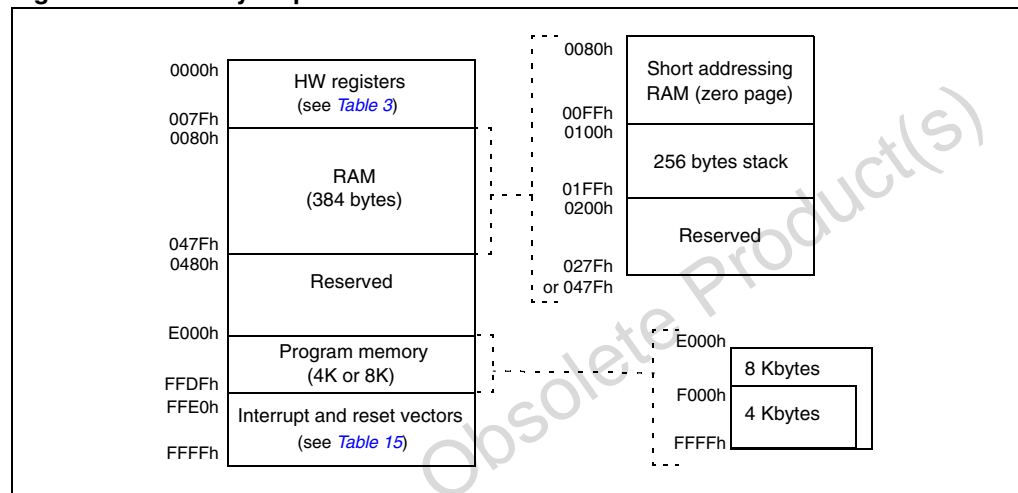 0000h
HW registers
(see Table 3)
007Fh
0080h
RAM
(384 bytes)
047Fh
0480h
Reserved
E000h
Program memory
(4K or 8K)
FFDFh
FFE0h
Interrupt and reset vectors
(see Table 15)
FFFFh
0080h
Short addressing
RAM (zero page)
00FFh
0100h
256 bytes stack
01FFh
0200h
Reserved
027Fh
or 047Fh
E000h
8 Kbytes
F000h
4 Kbytes
FFFFh
Obsolete Product(s)